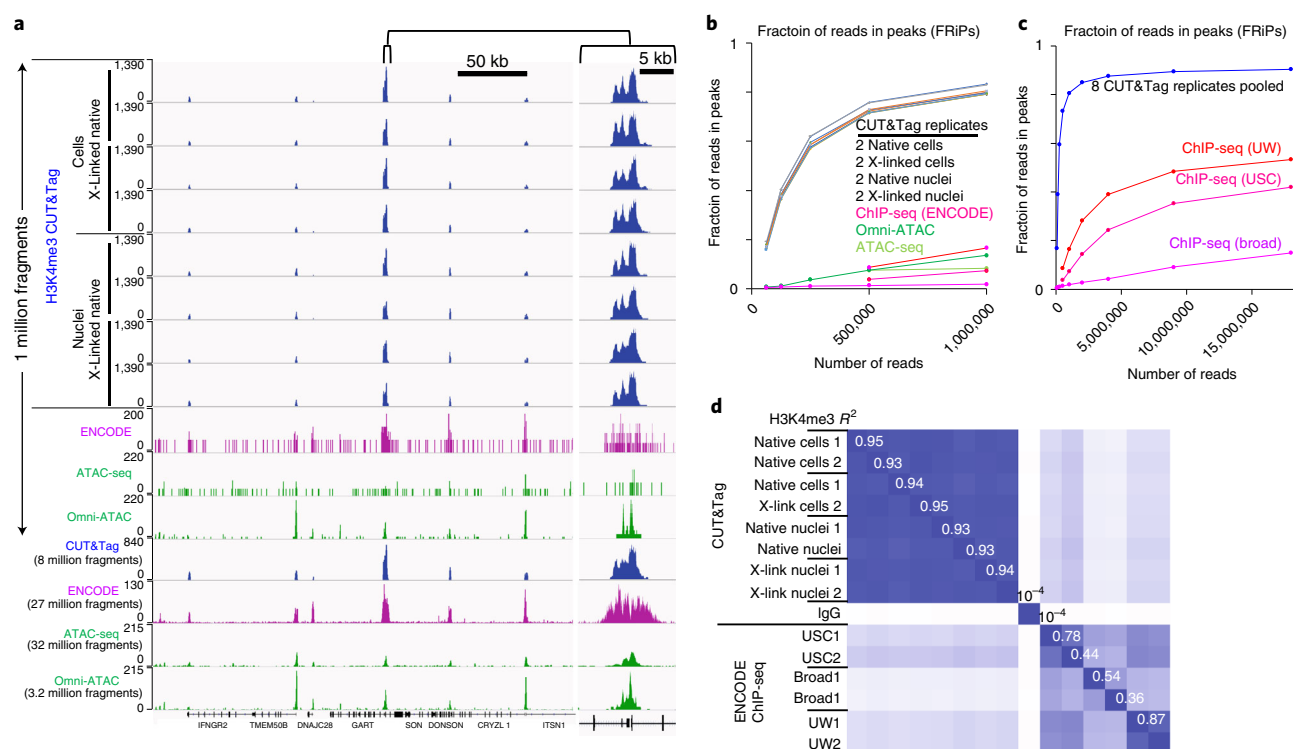 a
50 kb
5 kb
1 million fragments
H3K4me3 CUT&Tag
Cells
X-Linked native
Nuclei
X-Linked native
1,390
0
1,390
0
1,390
0
1,390
0
1,390
0
1,390
0
1,390
0
1,390
0
ENCODE
200
0
ATAC-seq
220
0
Omni-ATAC
220
0
CUT&Tag
(8 million fragments)
840
0
ENCODE
(27 million fragments)
130
0
ATAC-seq
(32 million fragments)
215
0
Omni-ATAC
(3.2 million fragments)
215
0
IFNGR2
TMEM50B
DNAJC28
GART
SON
DONSON
CRYZL 1
ITSN1
b
Fractoin of reads in peaks (FRiPs)
1
Fractoin of reads in peaks
0
CUT&Tag replicates
2 Native cells
2 X-linked cells
2 Native nuclei
2 X-linked nuclei
ChIP-seq (ENCODE)
Omni-ATAC
ATAC-seq
500,000
1,000,000
Number of reads
c
Fractoin of reads in peaks (FRiPs)
1
Fractoin of reads in peaks
0
8 CUT&Tag replicates pooled
ChIP-seq (UW)
ChIP-seq (USC)
ChIP-seq (broad)
0
5,000,000
10,000,000
15,000,000
Number of reads
d
H3K4me3 R²
CUT&Tag
Native cells 1
0.95
Native cells 2
0.93
Native cells 1
0.94
X-link cells 2
0.95
Native nuclei 1
0.93
Native nuclei
0.93
X-link nuclei 1
0.94
X-link nuclei 2
10⁻⁴
IgG
10⁻⁴
ENCODE
ChIP-seq
USC1
0.78
USC2
0.44
Broad1
0.54
Broad1
0.36
UW1
0.87
UW2